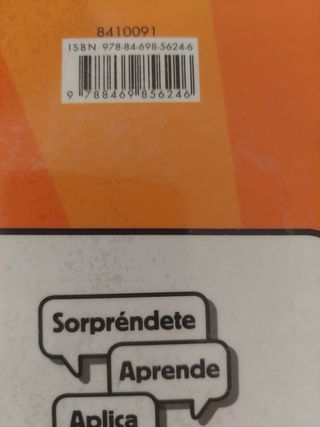 8410091
ISBN 978-84-698-5624-6
9 788469 856246
Sorpréndete
Aprende
Aplica